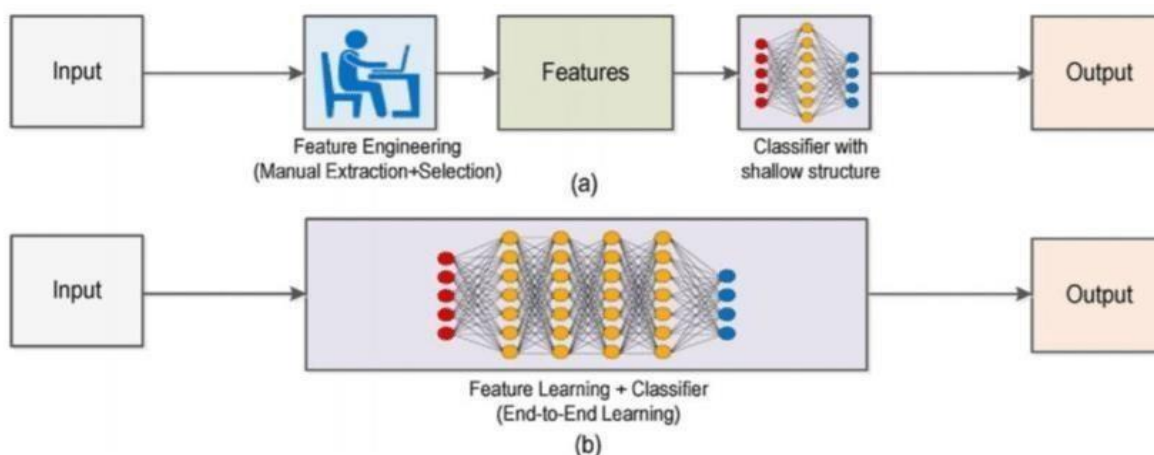 Input
Features
Output
Feature Engineering
(Manual Extraction+Selection)
Classifier with
shallow structure
(a)
Input
Output
Feature Learning + Classifier
(End-to-End Learning)
(b)